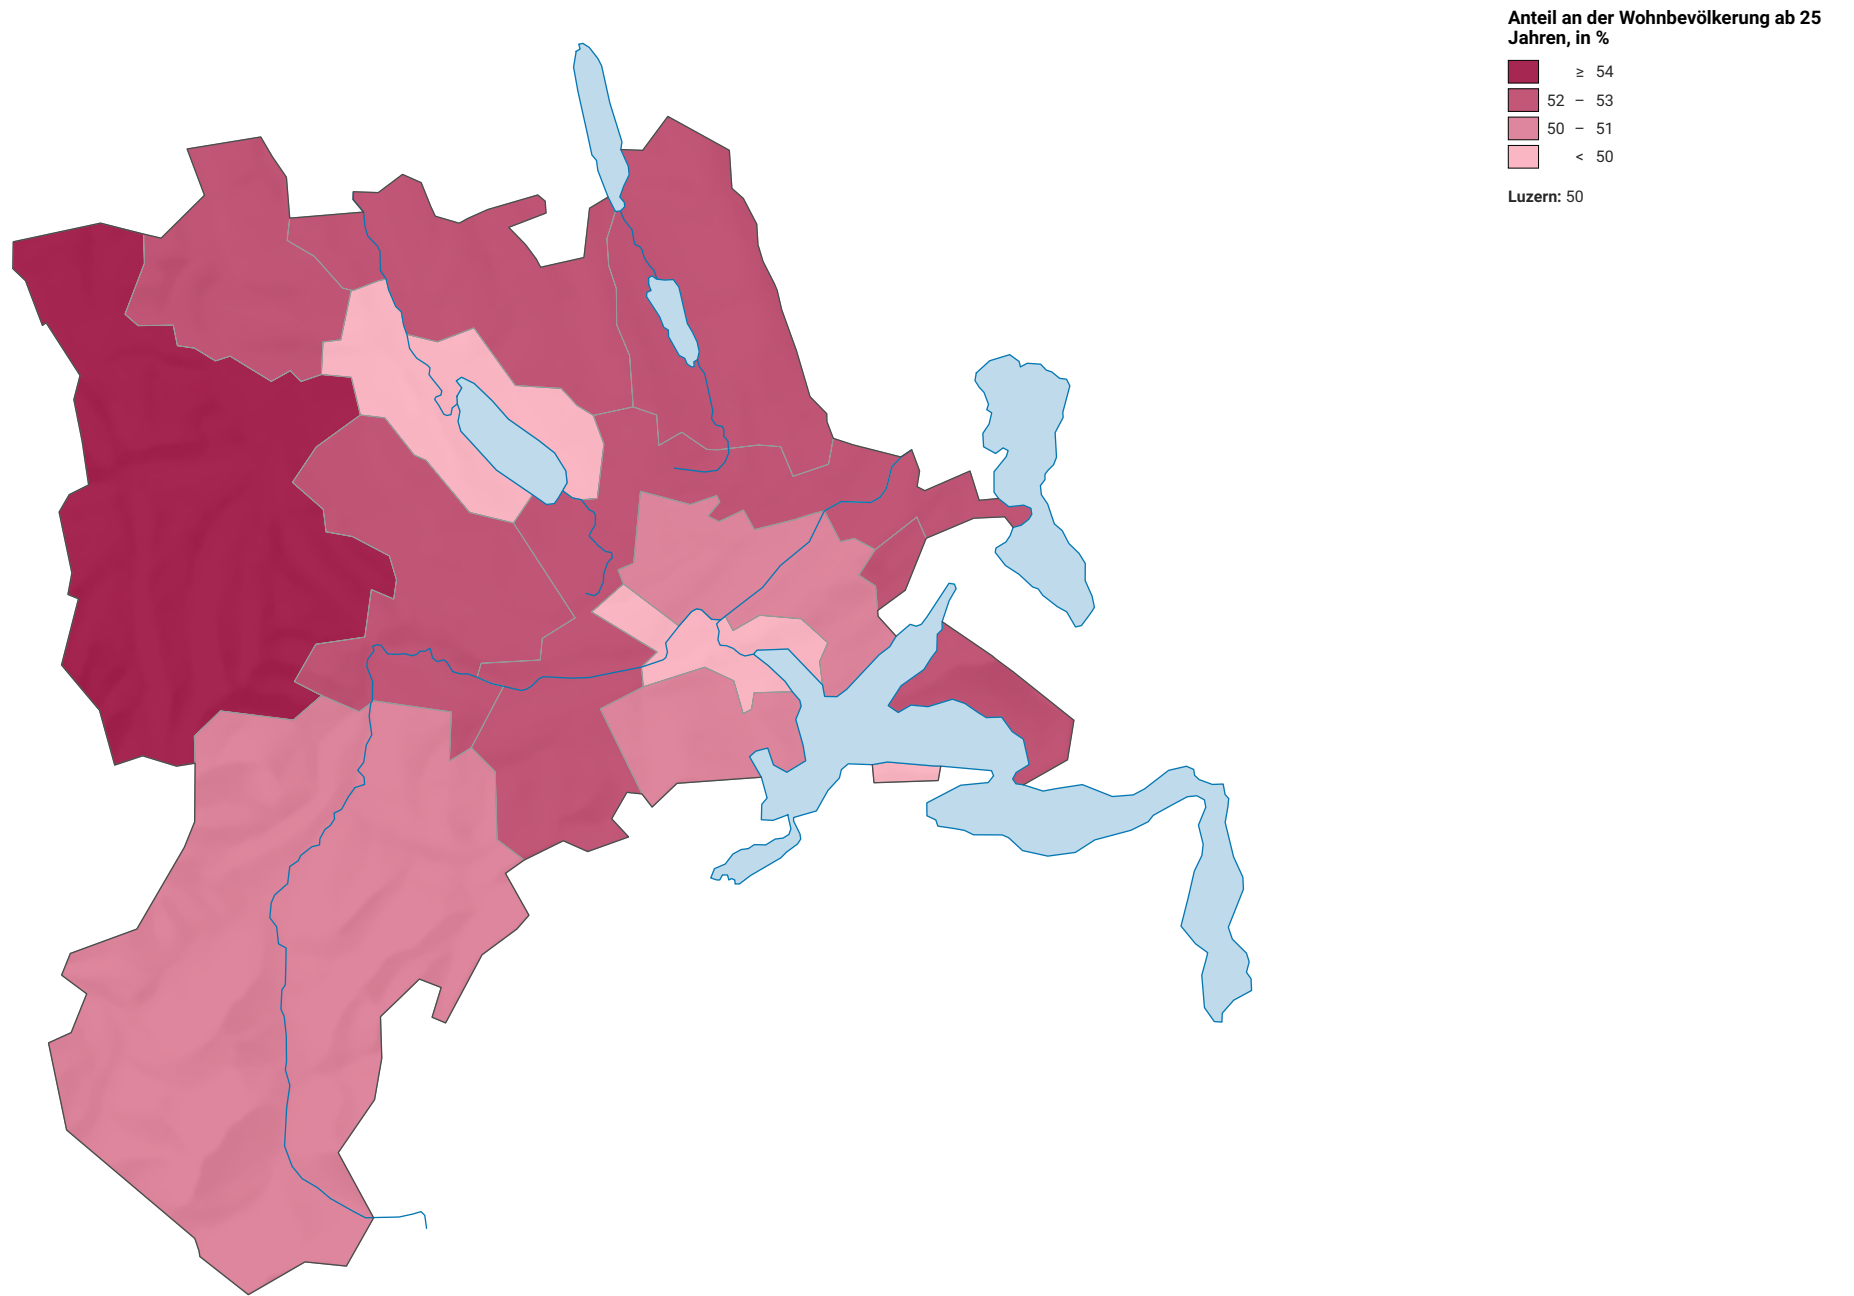 Anteil an der Wohnbevölkerung ab 25
Jahren, in %
≥ 54
52 – 53
50 – 51
< 50
Luzern: 50